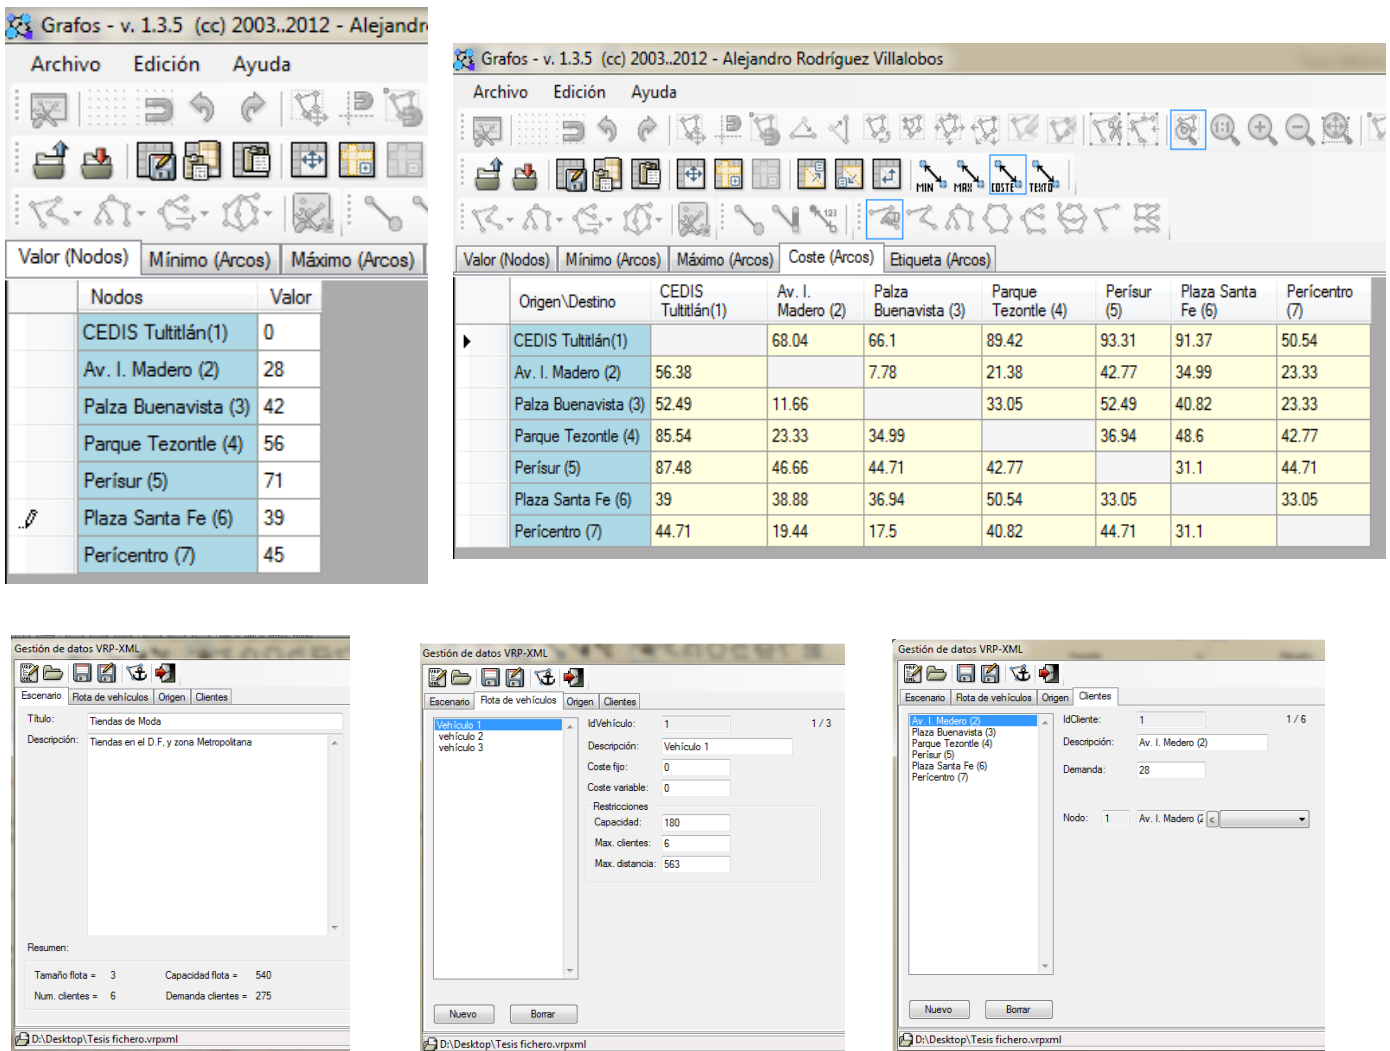 Grafos - v. 1.3.5 (cc) 2003..2012 - Alejandr
Archivo Edición Ayuda
Valor (Nodos) Mínimo (Arcos) Máximo (Arcos)
Nodos Valor
CEDIS Tultitlán(1) 0
Av. I. Madero (2) 28
Palza Buenavista (3) 42
Parque Tezontle (4) 56
Perísur (5) 71
Plaza Santa Fe (6) 39
Perícentro (7) 45
Grafos - v. 1.3.5 (cc) 2003..2012 - Alejandro Rodríguez Villalobos
Archivo Edición Ayuda
1:1
MIN MAX COSTE TEXTO
123
Valor (Nodos) Mínimo (Arcos) Máximo (Arcos) Coste (Arcos) Etiqueta (Arcos)
Origen\Destino CEDIS Tultitlán(1) Av. I. Madero (2) Palza Buenavista (3) Parque Tezontle (4) Perísur (5) Plaza Santa Fe (6) Perícentro (7)
CEDIS Tultitlán(1) 68.04 66.1 89.42 93.31 91.37 50.54
Av. I. Madero (2) 56.38 7.78 21.38 42.77 34.99 23.33
Palza Buenavista (3) 52.49 11.66 33.05 52.49 40.82 23.33
Parque Tezontle (4) 85.54 23.33 34.99 36.94 48.6 42.77
Perísur (5) 87.48 46.66 44.71 42.77 31.1 44.71
Plaza Santa Fe (6) 39 38.88 36.94 50.54 33.05 33.05
Perícentro (7) 44.71 19.44 17.5 40.82 44.71 31.1
Gestión de datos VRP-XML
Escenario Flota de vehículos Origen Clientes
Título: Tiendas de Moda
Descripción: Tiendas en el D.F, y zona Metropolitana
Resumen:
Tamaño flota = 3 Capacidad flota = 540
Num. clientes = 6 Demanda clientes = 275
D:\Desktop\Tesis fichero.vrpxml
Gestión de datos VRP-XML
Escenario Flota de vehículos Origen Clientes
Vehículo 1
vehículo 2
vehículo 3
IdVehículo: 1 1 / 3
Descripción: Vehículo 1
Coste fijo: 0
Coste variable: 0
Restricciones
Capacidad: 180
Max. clientes: 6
Max. distancia: 563
Nuevo Borrar
D:\Desktop\Tesis fichero.vrpxml
Gestión de datos VRP-XML
Escenario Flota de vehículos Origen Clientes
Av. I. Medero (2)
Plaza Buenavista (3)
Parque Tezontle (4)
Perísur (5)
Plaza Santa Fe (6)
Perícentro (7)
IdCliente: 1 1 / 6
Descripción: Av. I. Medero (2)
Demanda: 28
Nodo: 1 Av. I. Madero (2 <
Nuevo Borrar
D:\Desktop\Tesis fichero.vrpxml